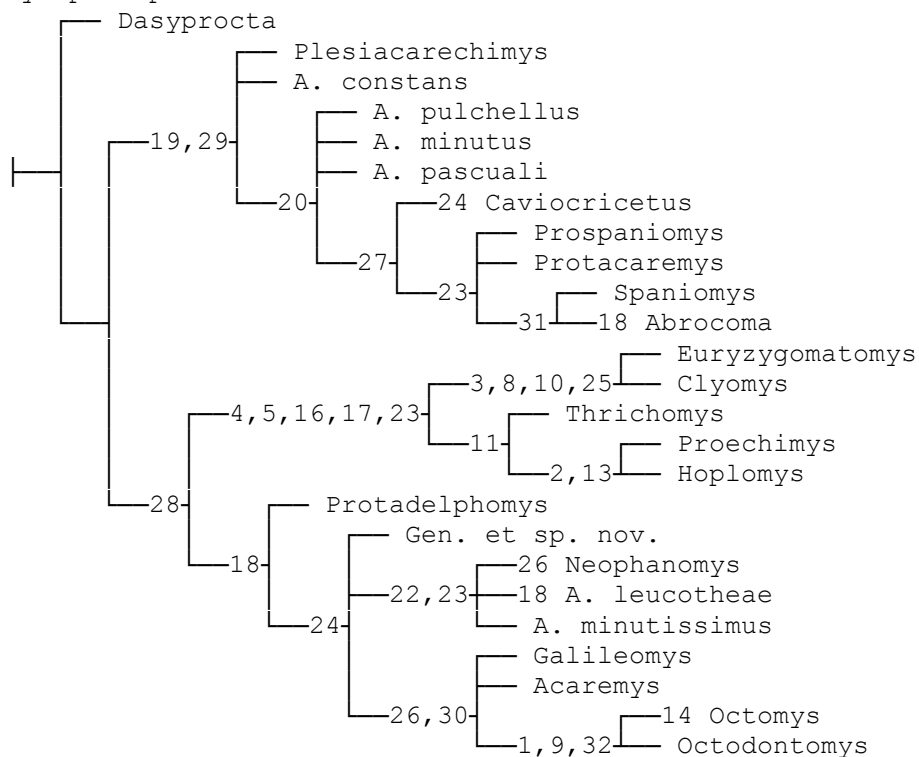 Dasyprocta
Plesiacarechimys
A. constans
A. pulchellus
19,29 A. minutus
A. pascuali
20 24 Caviocricetus
Prospaniomys
27 Protacaremys
23 Spaniomys
31 18 Abrocoma
Euryzygomatomys
3,8,10,25 Clyomys
4,5,16,17,23 Thrichomys
11 Proechimys
2,13 Hoplomys
28 Protadelphomys
Gen. et sp. nov.
18 26 Neophanomys
22,23 18 A. leucotheae
24 A. minutissimus
Galileomys
Acaremys
26,30 14 Octomys
1,9,32 Octodontomys